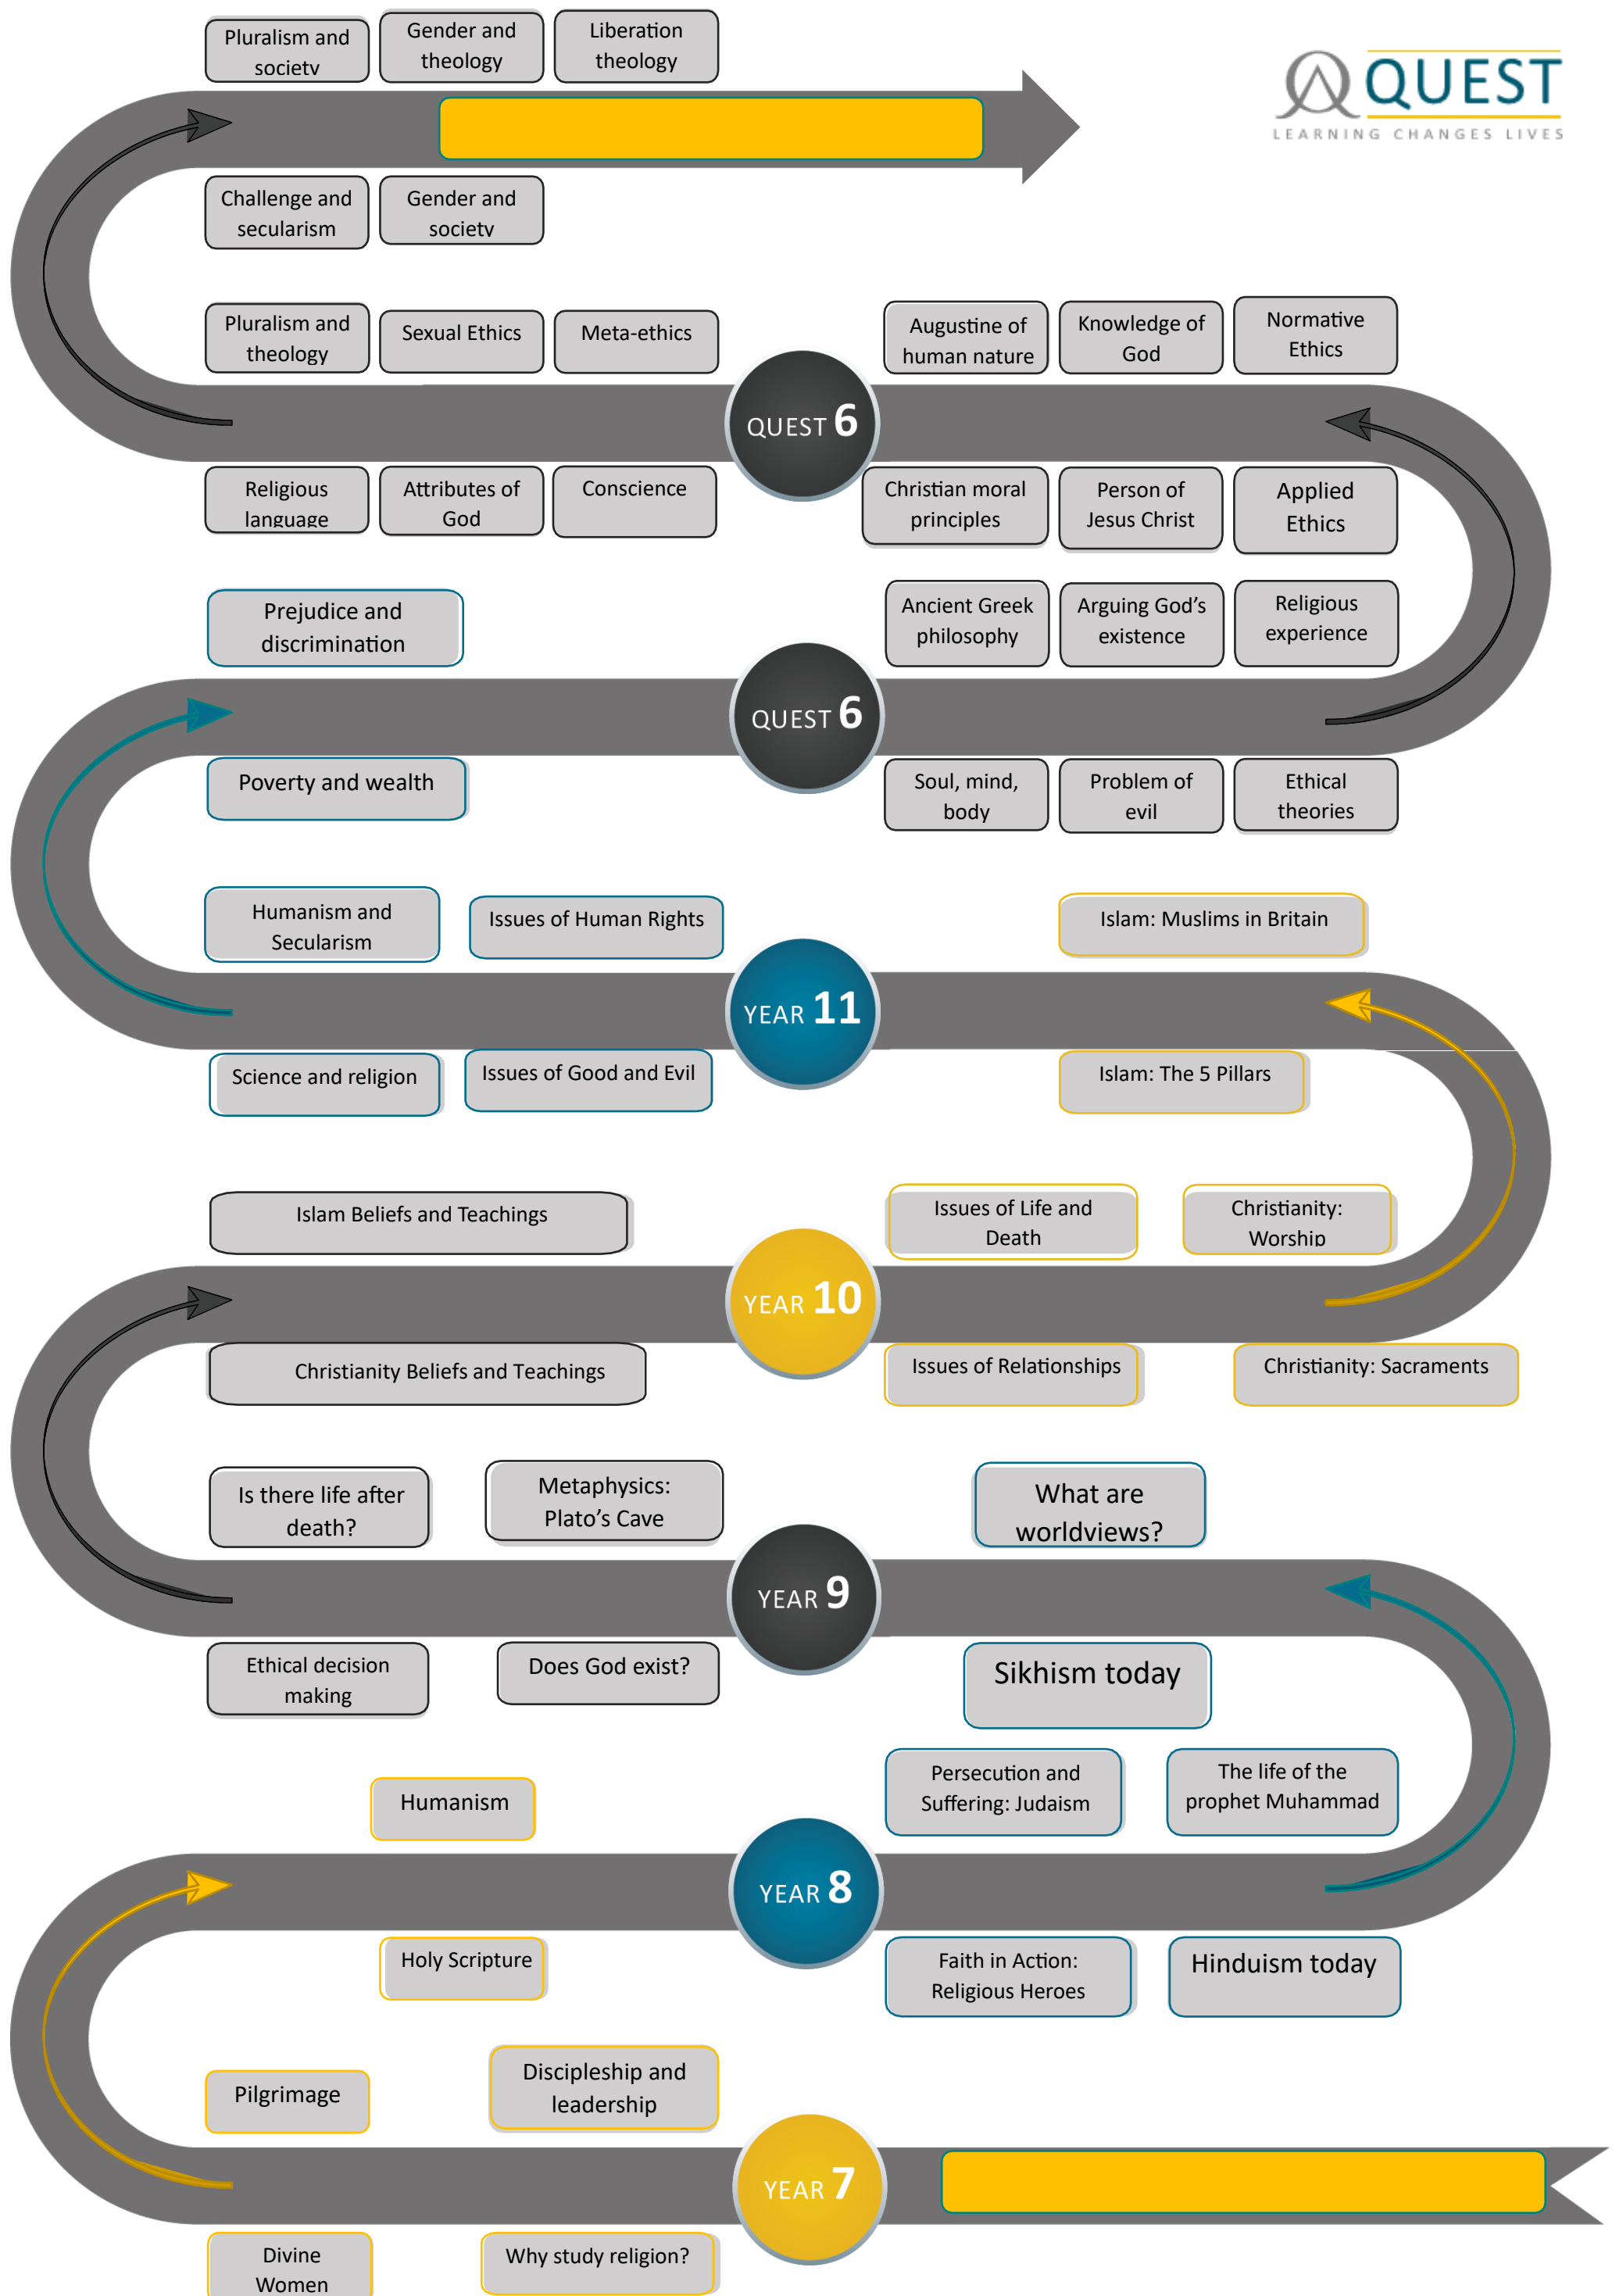 Pluralism and
society
Gender and
theology
Liberation
theology
QUEST
LEARNING CHANGES LIVES
Challenge and
secularism
Gender and
society
Pluralism and
theology
Sexual Ethics
Meta-ethics
Augustine of
human nature
Knowledge of
God
Normative
Ethics
QUEST 6
Religious
language
Attributes of
God
Conscience
Christian moral
principles
Person of
Jesus Christ
Applied
Ethics
Prejudice and
discrimination
Ancient Greek
philosophy
Arguing God’s
existence
Religious
experience
QUEST 6
Poverty and wealth
Soul, mind,
body
Problem of
evil
Ethical
theories
Humanism and
Secularism
Issues of Human Rights
Islam: Muslims in Britain
YEAR 11
Science and religion
Issues of Good and Evil
Islam: The 5 Pillars
Islam Beliefs and Teachings
Issues of Life and
Death
Christianity:
Worship
YEAR 10
Christianity Beliefs and Teachings
Issues of Relationships
Christianity: Sacraments
Is there life after
death?
Metaphysics:
Plato’s Cave
What are
worldviews?
YEAR 9
Ethical decision
making
Does God exist?
Sikhism today
Humanism
Persecution and
Suffering: Judaism
The life of the
prophet Muhammad
YEAR 8
Holy Scripture
Faith in Action:
Religious Heroes
Hinduism today
Pilgrimage
Discipleship and
leadership
YEAR 7
Divine
Women
Why study religion?